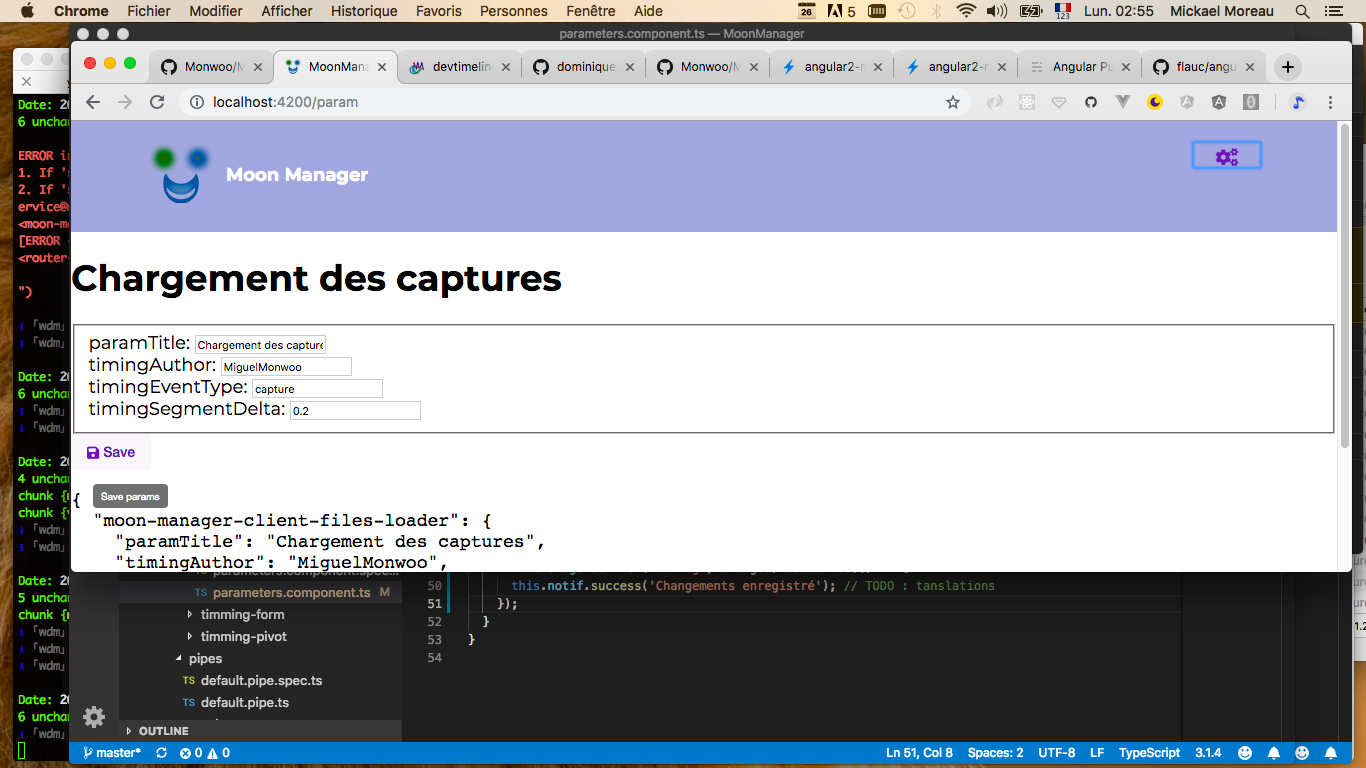 Chrome Fichier Modifier Afficher Historique Favoris Personnes Fenêtre Aide
26 5 123 Lun. 02:55 Mickael Moreau
parameters.component.ts — MoonManager
Monwoo/M MoonMana devtimelin dominique Monwoo/M angular2-n angular2-n Angular Pu flauc/angu
localhost:4200/param
Moon Manager
Chargement des captures
paramTitle: Chargement des capture
timingAuthor: MiguelMonwoo
timingEventType: capture
timingSegmentDelta: 0.2
Save
Save params
{
"moon-manager-client-files-loader": {
"paramTitle": "Chargement des captures",
"timingAuthor": "MiguelMonwoo",
Date: 20
6 unchan
ERROR in
1. If '
2. If '
ervice@
<moon-m
[ERROR
<router-
")
i 「wdm」
i 「wdm」
Date: 20
6 unchan
i 「wdm」
i 「wdm」
Date: 20
4 unchan
chunk {
chunk {
i 「wdm」
i 「wdm」
Date: 20
5 unchan
chunk {
i 「wdm」
i 「wdm」
i 「wdm」
Date: 20
6 unchan
i 「wdm」
parameters.component.spec...
TS parameters.component.ts M
timming-form
timming-pivot
pipes
TS default.pipe.spec.ts
TS default.pipe.ts
OUTLINE
50 this.notif.success('Changements enregistré'); // TODO : tanslations
51 });
52 }
53 }
54
master* 0 0 Ln 51, Col 8 Spaces: 2 UTF-8 LF TypeScript 3.1.4